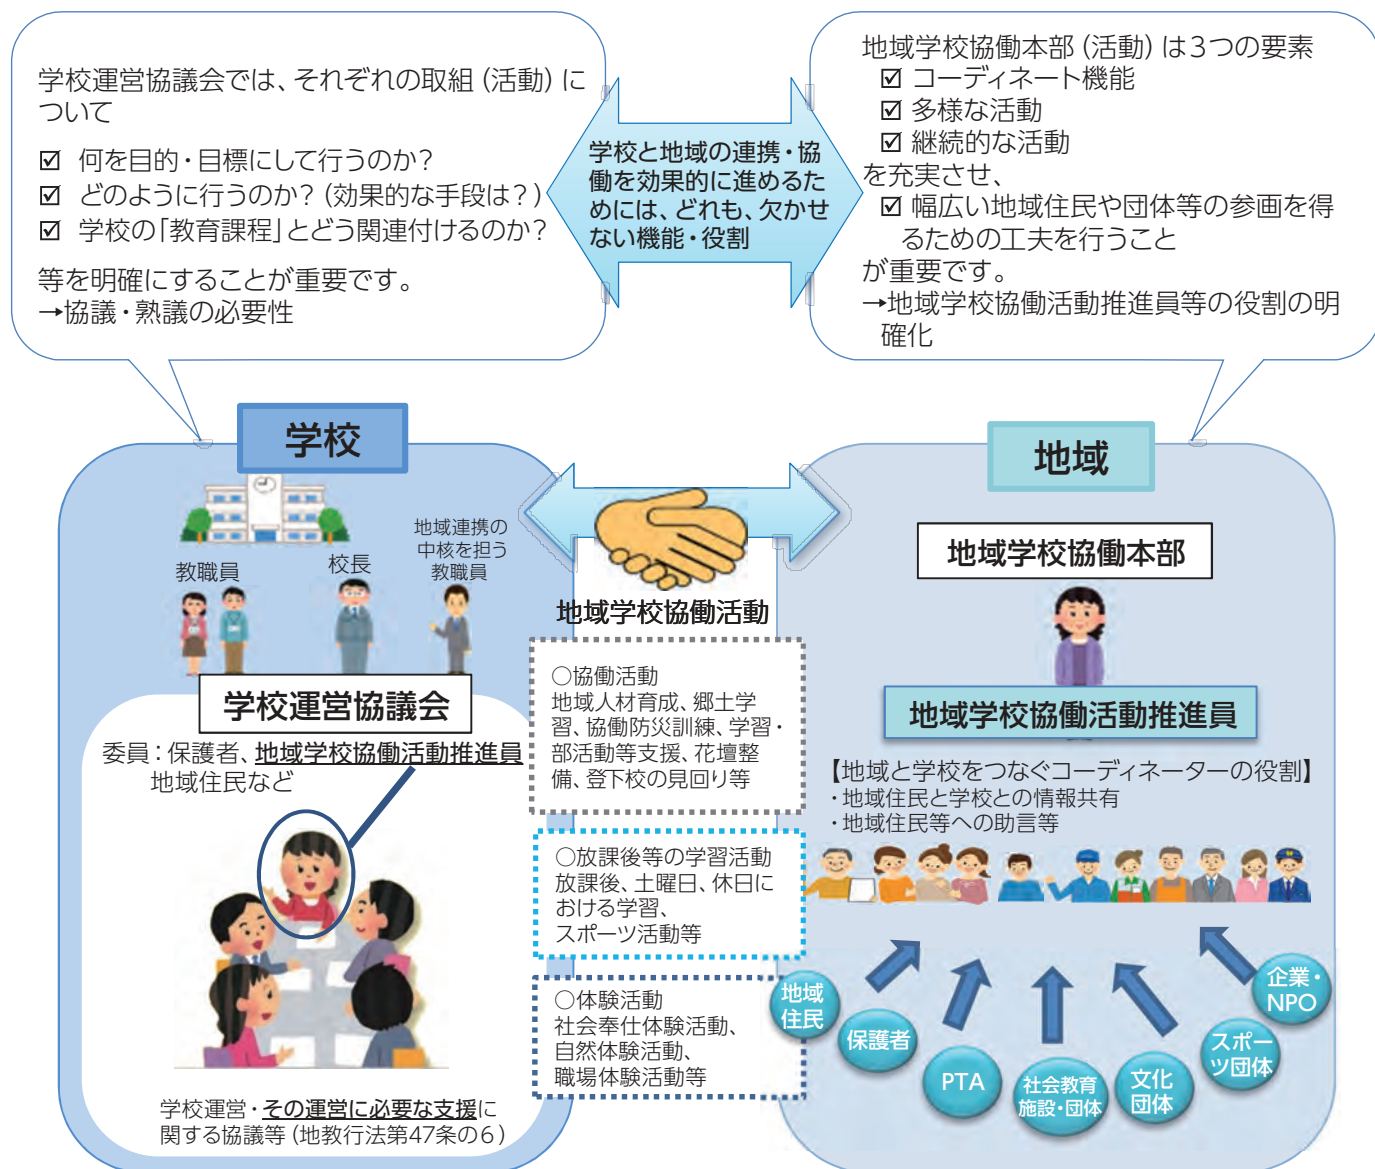 学校運営協議会では、それぞれの取組（活動）に
ついて
☑ 何を目的・目標にして行うのか？
☑ どのように行うのか？（効果的な手段は？）
☑ 学校の「教育課程」とどう関連付けるのか？
等を明確にすることが重要です。
→協議・熟議の必要性
学校と地域の連携・協
働を効果的に進めるた
めには、どれも、欠かせ
ない機能・役割
地域学校協働本部（活動）は３つの要素
☑ コーディネート機能
☑ 多様な活動
☑ 継続的な活動
を充実させ、
☑ 幅広い地域住民や団体等の参画を得
るための工夫を行うこと
が重要です。
→地域学校協働活動推進員等の役割の明
確化
学校
教職員
校長
地域連携の
中核を担う
教職員
学校運営協議会
委員：保護者、地域学校協働活動推進員
地域住民など
学校運営・その運営に必要な支援に
関する協議等（地教行法第47条の６）
地域学校協働活動
○協働活動
地域人材育成、郷土学
習、協働防災訓練、学習・
部活動等支援、花壇整
備、登下校の見回り等
○放課後等の学習活動
放課後、土曜日、休日に
おける学習、
スポーツ活動等
○体験活動
社会奉仕体験活動、
自然体験活動、
職場体験活動等
地域
地域学校協働本部
地域学校協働活動推進員
【地域と学校をつなぐコーディネーターの役割】
・地域住民と学校との情報共有
・地域住民等への助言等
地域
住民
保護者
PTA
社会教育
施設・団体
文化
団体
スポー
ツ団体
企業・
NPO